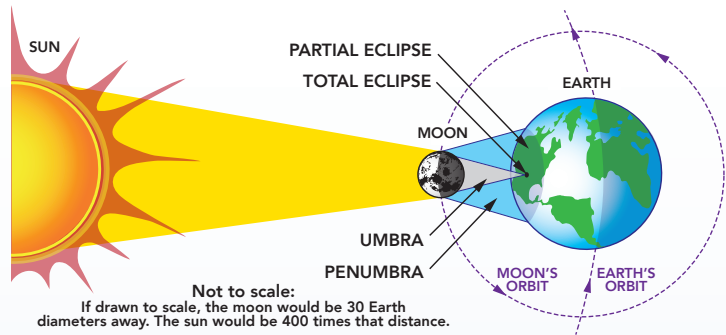 SUN
PARTIAL ECLIPSE
TOTAL ECLIPSE
EARTH
MOON
UMBRA
PENUMBRA
MOON'S
ORBIT
EARTH'S
ORBIT
Not to scale:
If drawn to scale, the moon would be 30 Earth
diameters away. The sun would be 400 times that distance.